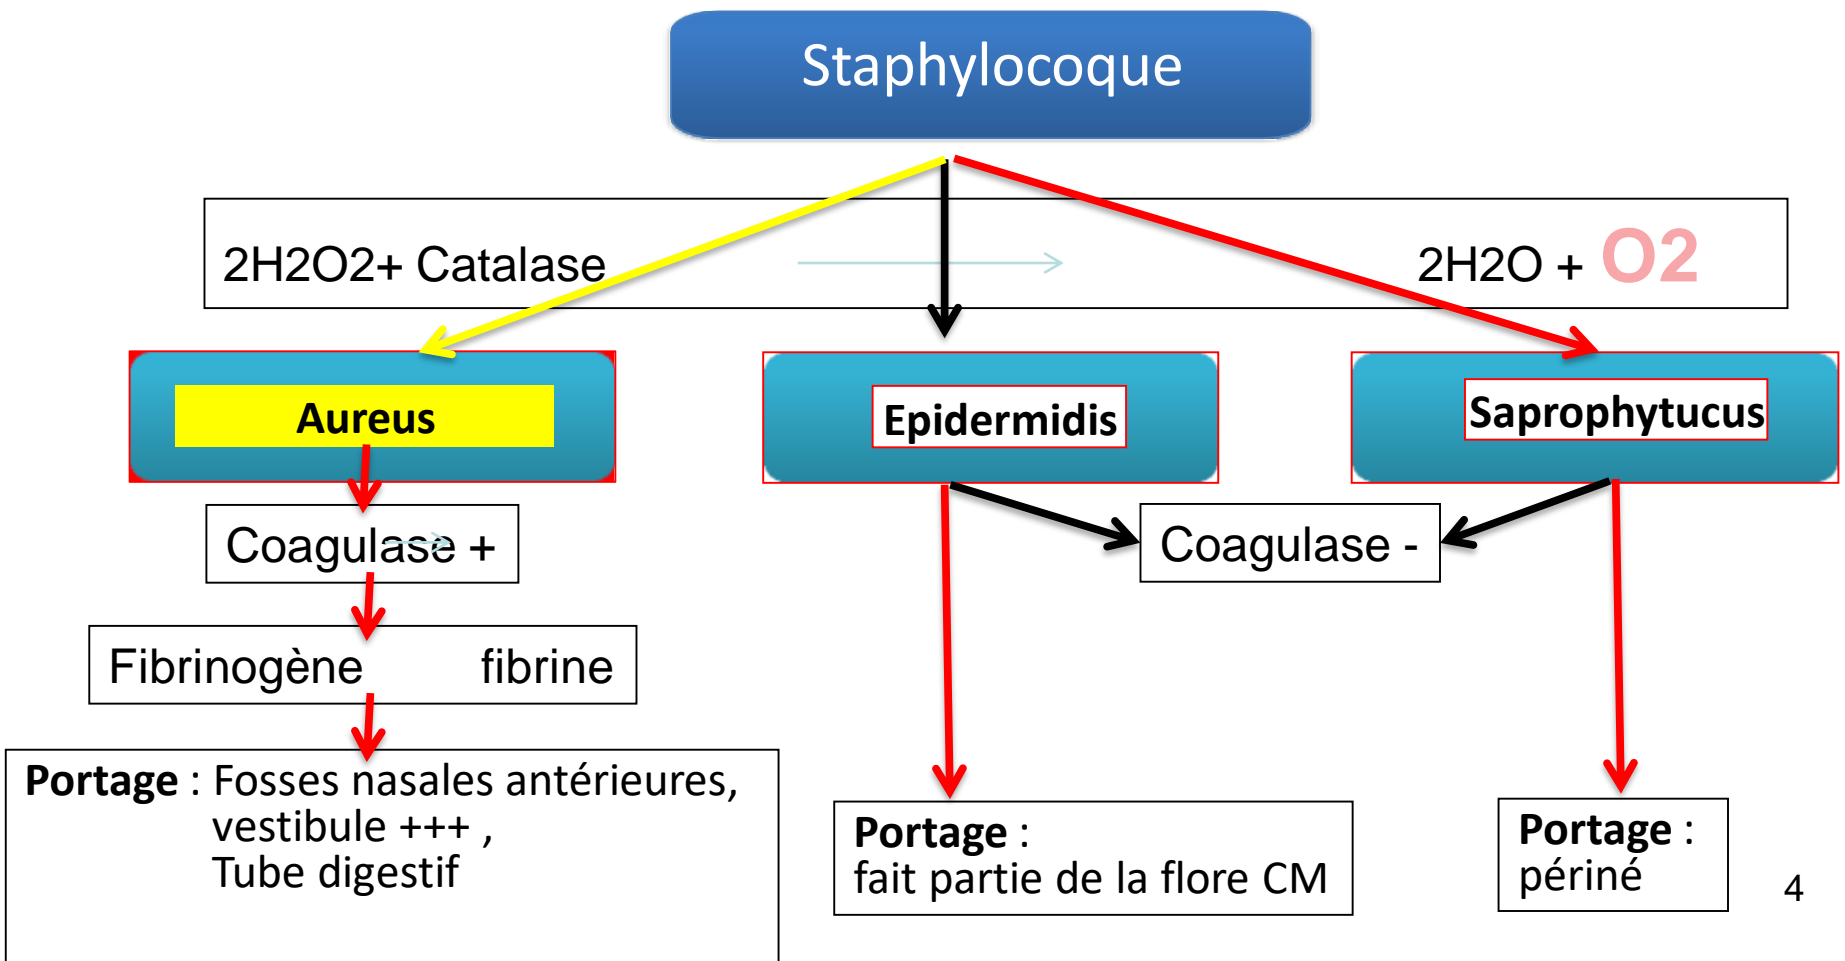 Staphylocoque
2H2O2+ Catalase 2H2O + O2
Aureus
Epidermidis
Saprophytucus
Coagulase +
Coagulase -
Fibrinogène fibrine
Portage : Fosses nasales antérieures,
vestibule +++ ,
Tube digestif
Portage :
fait partie de la flore CM
Portage :
périné
4